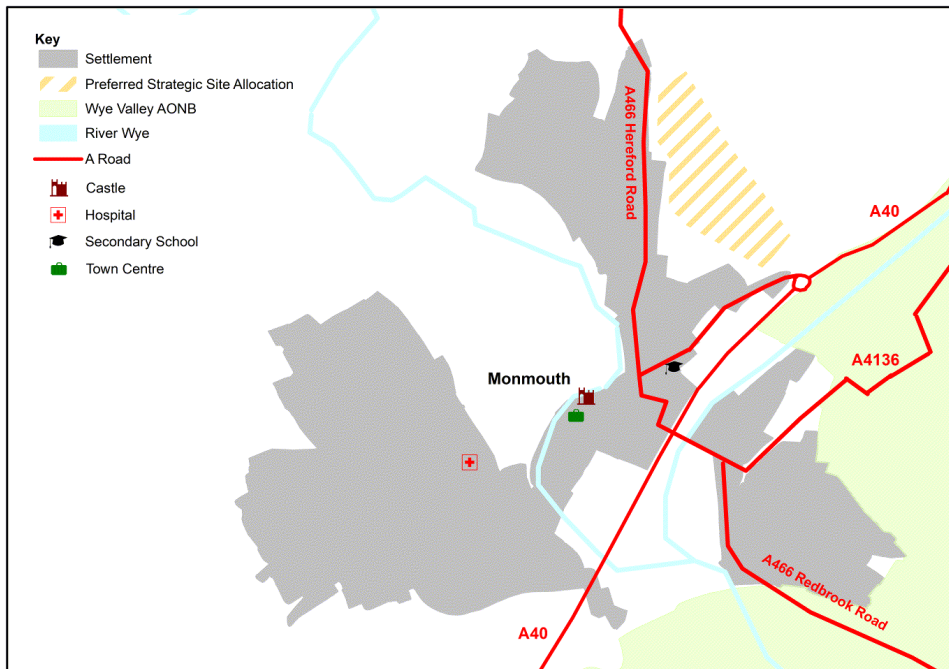 Key
Settlement
Preferred Strategic Site Allocation
Wye Valley AONB
River Wye
A Road
Castle
Hospital
Secondary School
Town Centre
A466 Hereford Road
A40
A4136
Monmouth
A466 Redbrook Road
A40